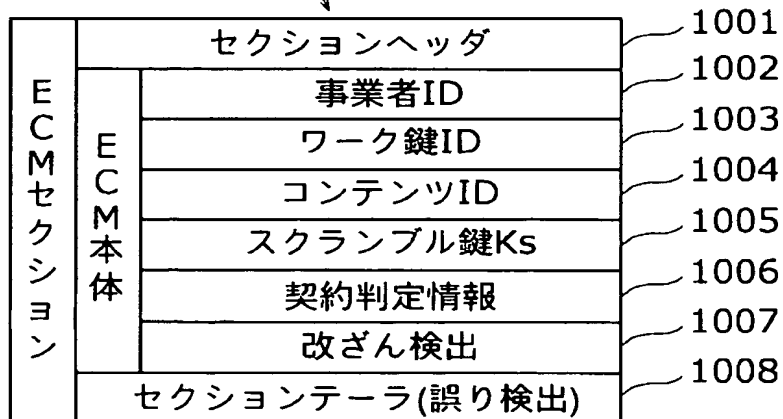 ECMセクション
セクションヘッダ 1001
ECM本体
事業者ID 1002
ワーク鍵ID 1003
コンテンツID 1004
スクランブル鍵Ks 1005
契約判定情報 1006
改ざん検出 1007
セクションテーラ(誤り検出) 1008